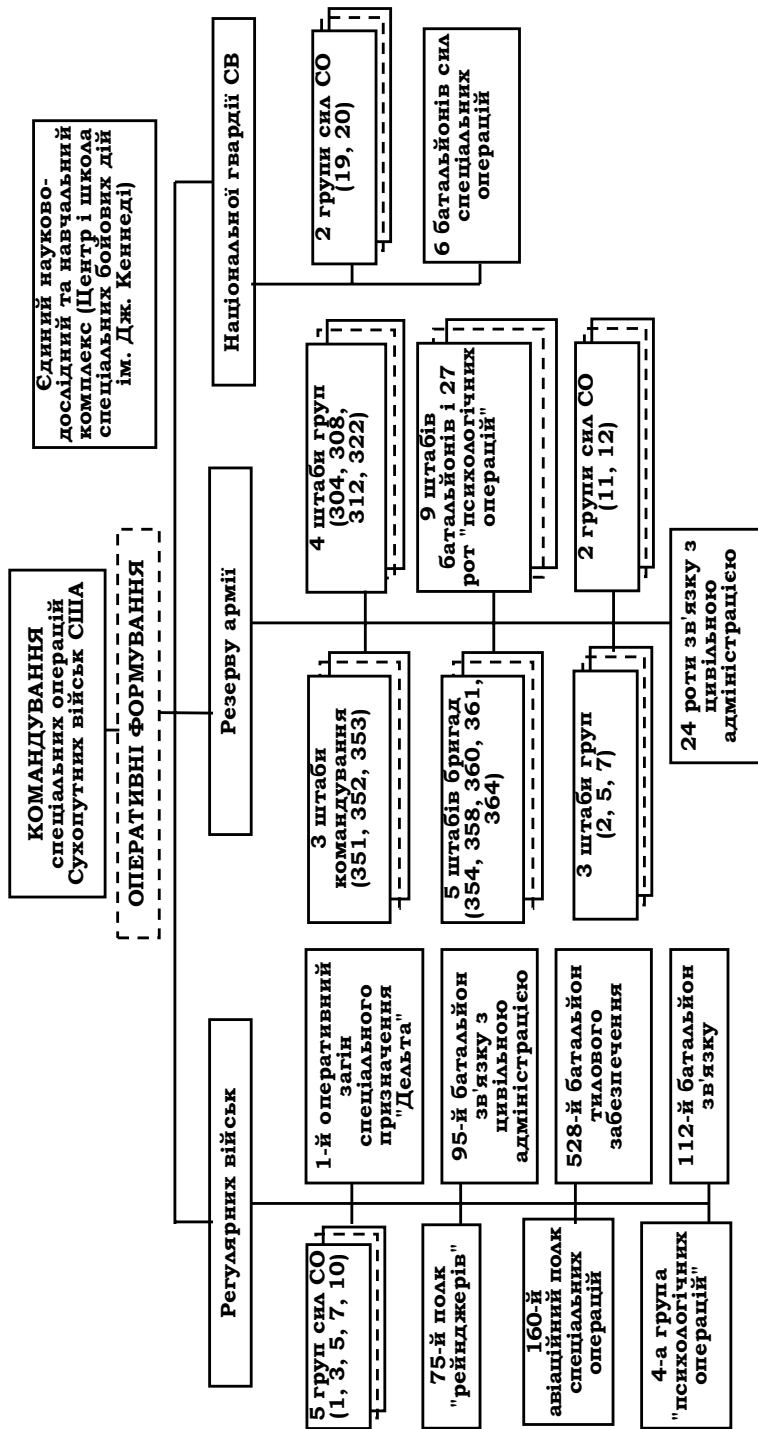 КОМАНДУВАННЯ
спеціальних операцій
Сухопутних військ США
ОПЕРАТИВНІ ФОРМУВАННЯ
Єдиний науково-
дослідний та навчальний
комплекс (Центр і школа
спеціальних бойових дій
ім. Дж. Кеннеді)
Регулярних військ
5 груп сил СО
(1, 3, 5, 7, 10)
1-й оперативний
загін
спеціального
призначення
"Дельта"
75-й полк
"рейнджерів"
95-й батальйон
зв'язку з
цивільною
адміністрацією
160-й
авіаційний полк
спеціальних
операцій
528-й батальйон
тилового
забезпечення
4-а група
"психологічних
операцій"
112-й батальйон
зв'язку
Резерву армії
3 штаби
командування
(351, 352, 353)
4 штаби груп
(304, 308,
312, 322)
5 штабів бригад
(354, 358, 360, 361,
364)
9 штабів
батальйонів і 27
рот "психологічних
операцій"
3 штаби груп
(2, 5, 7)
2 групи сил СО
(11, 12)
24 роти зв'язку з
цивільною
адміністрацією
Національної гвардії СВ
2 групи сил СО
(19, 20)
6 батальйонів сил
спеціальних
операцій